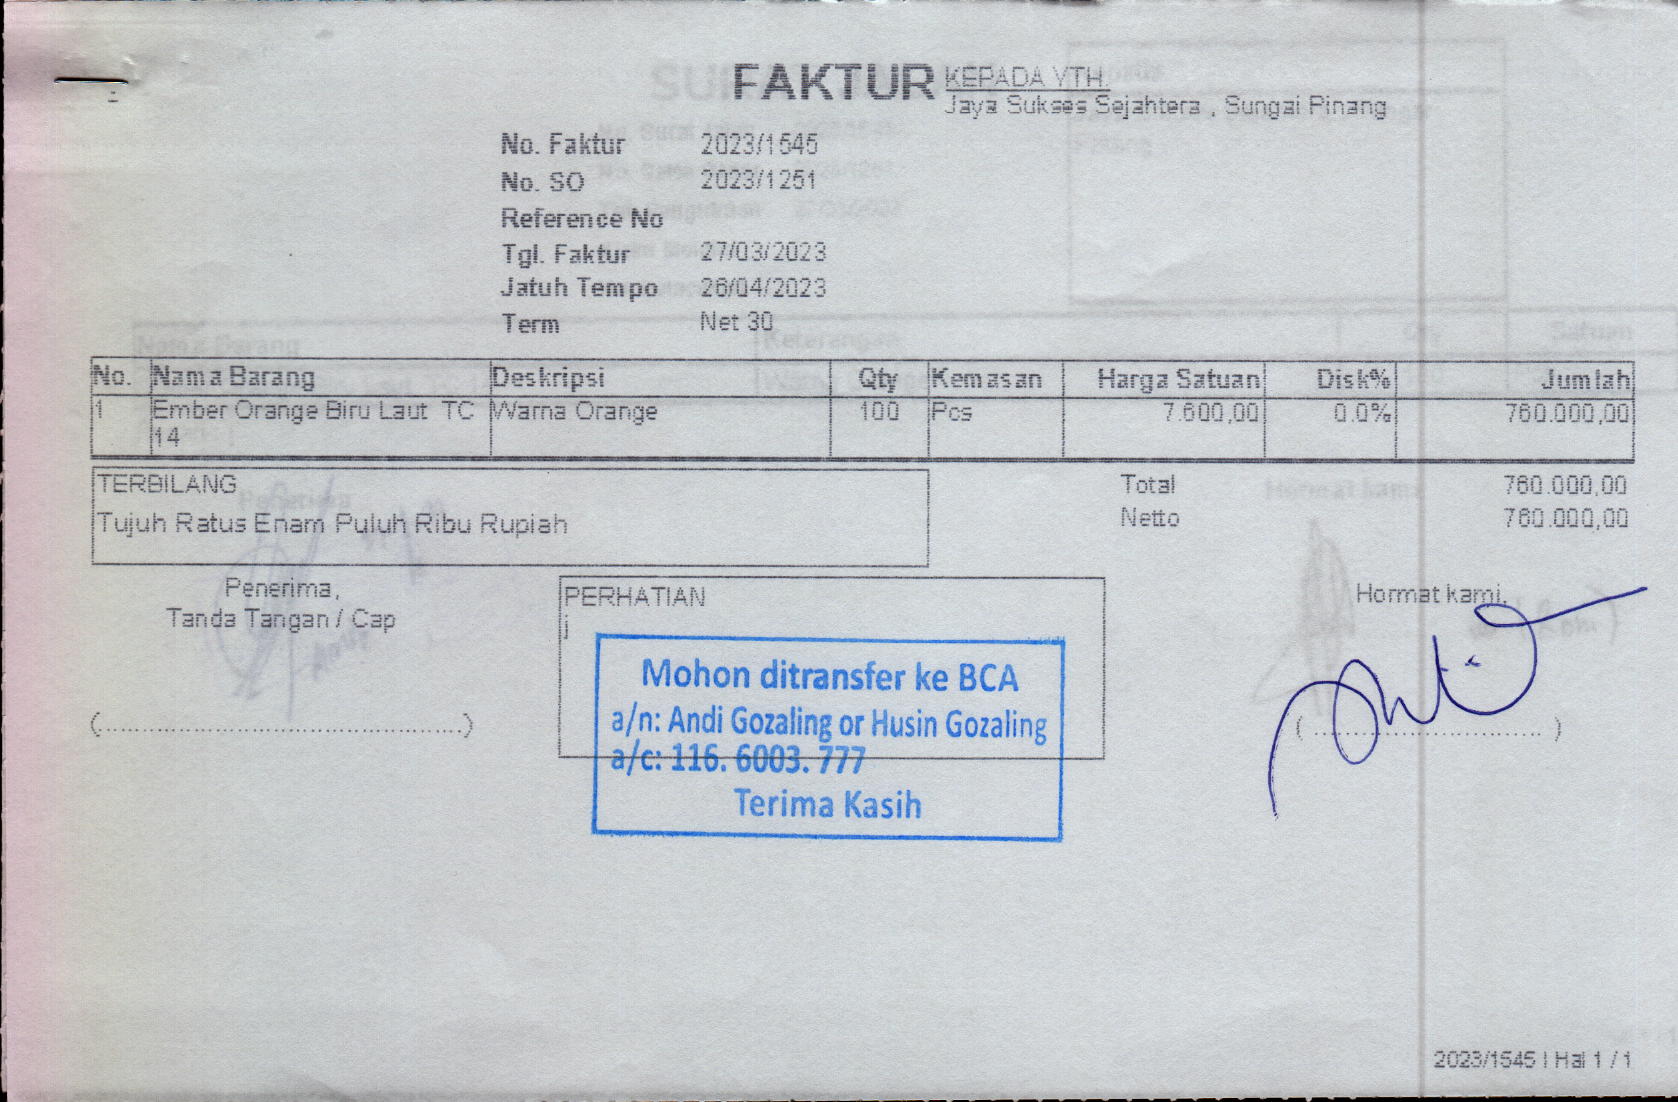 FAKTUR
KEPADA YTH.
Jaya Sukses Sejahtera , Sungai Pinang
No. Faktur 2023/1545
No. SO 2023/1251
Reference No
Tgl. Faktur 27/03/2023
Jatuh Tempo 26/04/2023
Term Net 30
No. Nama Barang Deskripsi Qty Kemasan Harga Satuan Disk% Jumlah
1 Ember Orange Biru Laut TC Warna Orange 100 Pcs 7.600,00 0.0% 760.000,00
14
TERBILANG
Tujuh Ratus Enam Puluh Ribu Rupiah
Total 760.000,00
Netto 760.000,00
Penerima,
Tanda Tangan / Cap
(............................................)
PERHATIAN
j
Mohon ditransfer ke BCA
a/n: Andi Gozaling or Husin Gozaling
a/c: 116. 6003. 777
Terima Kasih
Hormat kami,
(............................)
2023/1545 | Hal 1 / 1